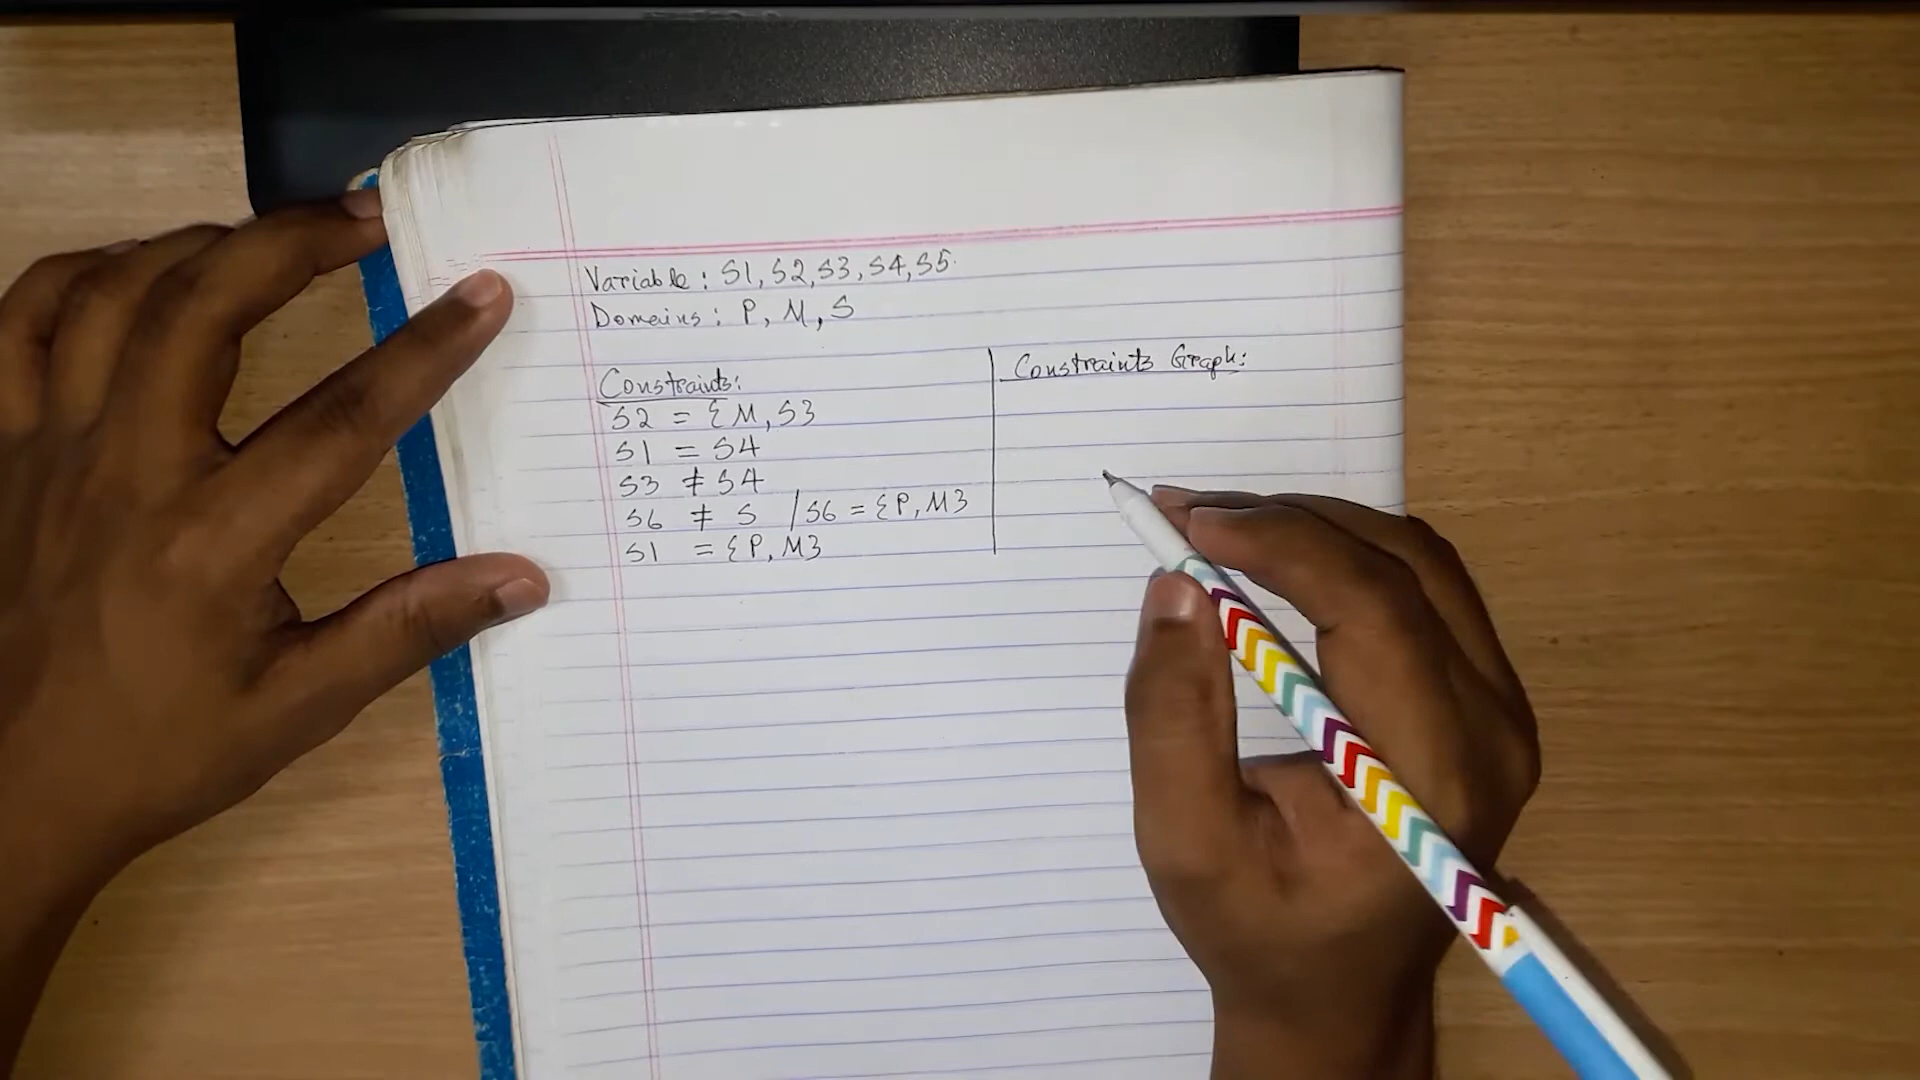 Variable : S1, S2, S3, S4, S5.
Domains : P, M, S
Constraints:
S2 = {M, S}
S1 = S4
S3 ≠ S4
S6 ≠ S / S6 = {P, M}
S1 = {P, M}
Constraints Graph: